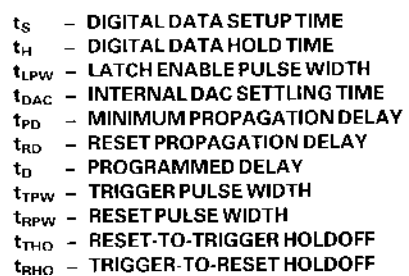 tS – DIGITAL DATA SETUP TIME
tH – DIGITAL DATA HOLD TIME
tLPW – LATCH ENABLE PULSE WIDTH
tDAC – INTERNAL DAC SETTLING TIME
tPD – MINIMUM PROPAGATION DELAY
tRD – RESET PROPAGATION DELAY
tD – PROGRAMMED DELAY
tTPW – TRIGGER PULSE WIDTH
tRPW – RESET PULSE WIDTH
tTHO – RESET-TO-TRIGGER HOLDOFF
tRHO – TRIGGER-TO-RESET HOLDOFF